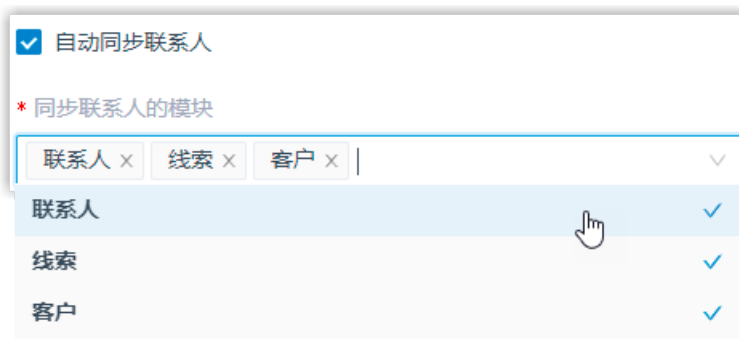 自动同步联系人
* 同步联系人的模块
联系人 × 线索 × 客户 ×
联系人
线索
客户